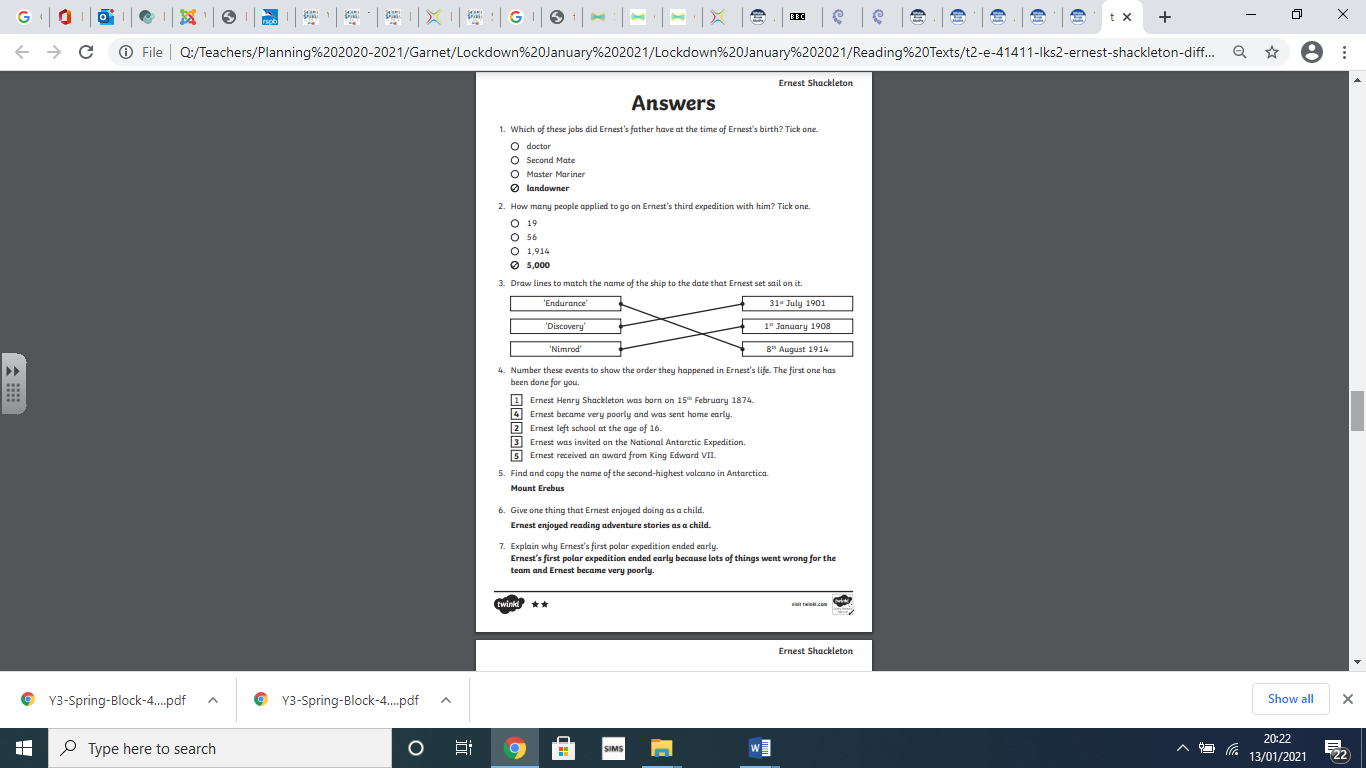 File
Q:/Teachers/Planning%202020-2021/Garnet/Lockdown%20January%202021/Lockdown%20January%202021/Reading%20Texts/t2-e-41411-lks2-ernest-shackleton-diff...
Ernest Shackleton
Answers
1. Which of these jobs did Ernest's father have at the time of Ernest's birth? Tick one.
doctor
Second Mate
Master Mariner
landowner
2. How many people applied to go on Ernest's third expedition with him? Tick one.
19
56
1,914
5,000
3. Draw lines to match the name of the ship to the date that Ernest set sail on it.
'Endurance' 31st July 1901
'Discovery' 1st January 1908
'Nimrod' 8th August 1914
4. Number these events to show the order they happened in Ernest's life. The first one has
been done for you.
1 Ernest Henry Shackleton was born on 15th February 1874.
4 Ernest became very poorly and was sent home early.
2 Ernest left school at the age of 16.
3 Ernest was invited on the National Antarctic Expedition.
5 Ernest received an award from King Edward VII.
5. Find and copy the name of the second-highest volcano in Antarctica.
Mount Erebus
6. Give one thing that Ernest enjoyed doing as a child.
Ernest enjoyed reading adventure stories as a child.
7. Explain why Ernest's first polar expedition ended early.
Ernest's first polar expedition ended early because lots of things went wrong for the
team and Ernest became very poorly.
twinkl
visit twinkl.com
twinkl
Ernest Shackleton
Y3-Spring-Block-4....pdf
Y3-Spring-Block-4....pdf
Show all
Type here to search
SIMS
20:22
13/01/2021
22